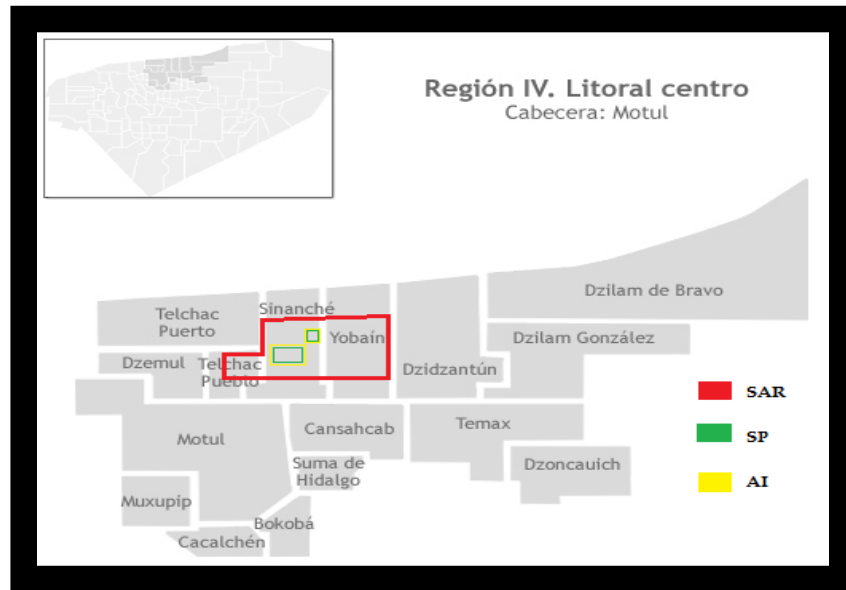 Región IV. Litoral centro
Cabecera: Motul
Dzilam de Bravo
Sinanché
Telchac
Puerto
Yobaín
Dzilam González
Dzemul
Telchac
Pueblo
Dzidzantún
SAR
Motul
Cansahcab
Temax
SP
Suma de
Hidalgo
Dzoncauich
AI
Muxupip
Bokobá
Cacalchén